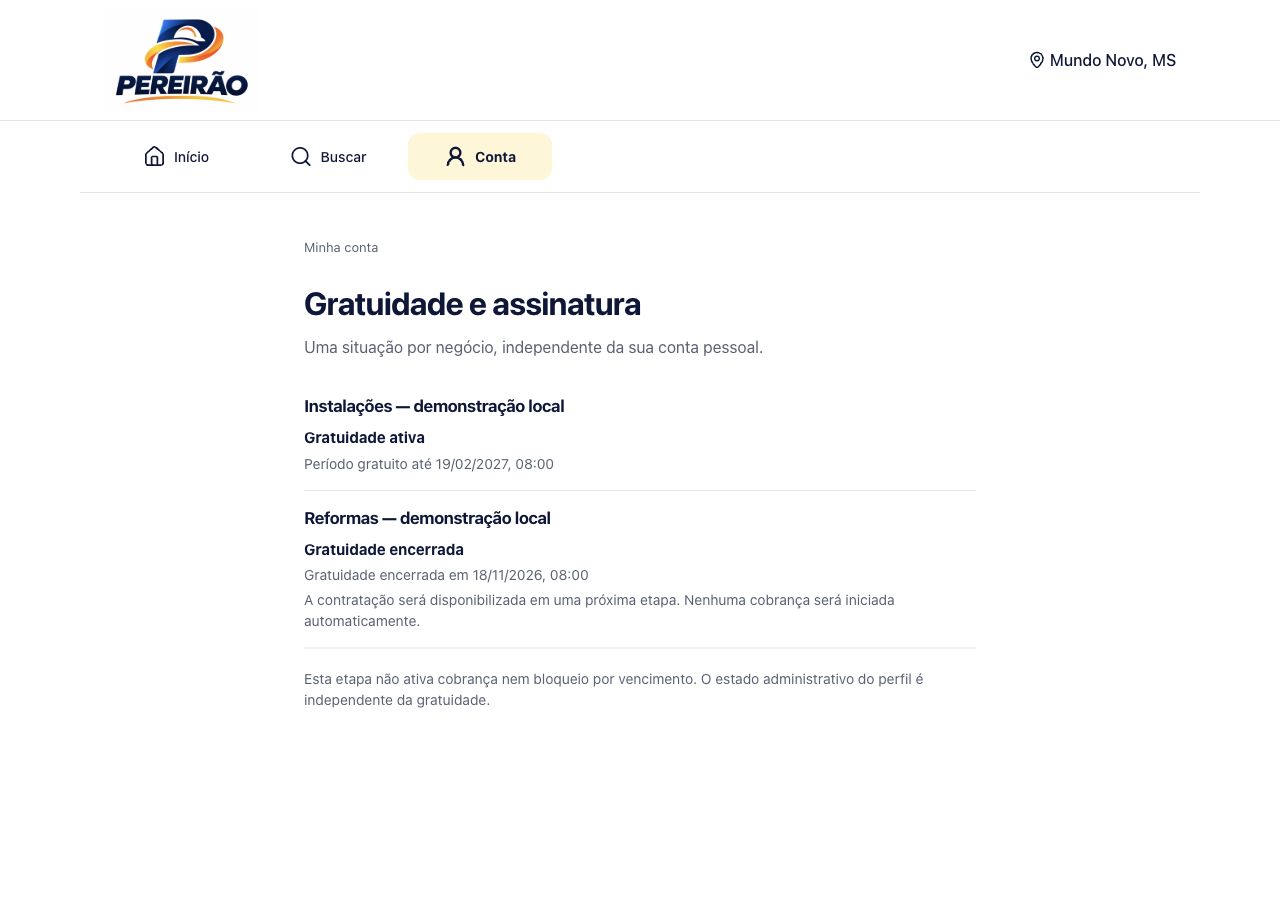 PEREIRÃO
Mundo Novo, MS
Início
Buscar
Conta
Minha conta
Gratuidade e assinatura
Uma situação por negócio, independente da sua conta pessoal.
Instalações — demonstração local
Gratuidade ativa
Período gratuito até 19/02/2027, 08:00
Reformas — demonstração local
Gratuidade encerrada
Gratuidade encerrada em 18/11/2026, 08:00
A contratação será disponibilizada em uma próxima etapa. Nenhuma cobrança será iniciada
automaticamente.
Esta etapa não ativa cobrança nem bloqueio por vencimento. O estado administrativo do perfil é
independente da gratuidade.